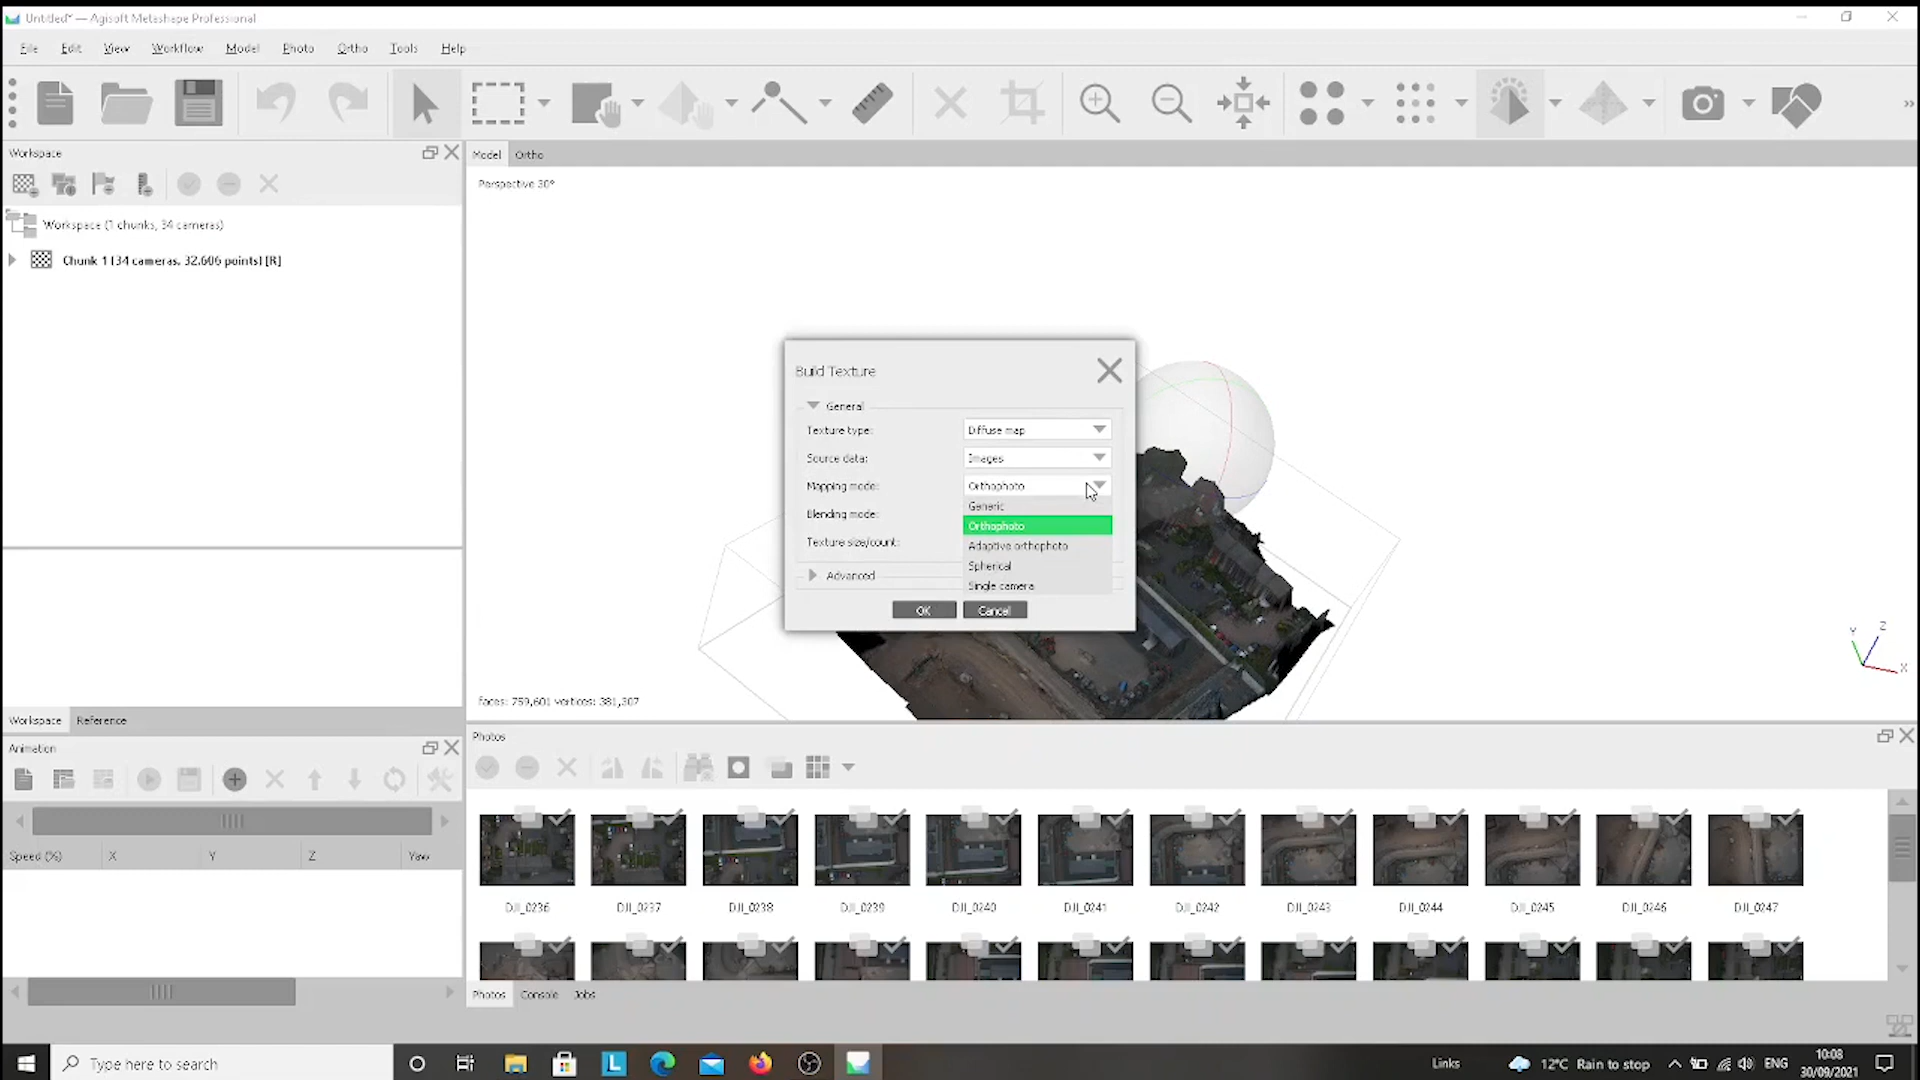 Untitled* — Agisoft Metashape Professional
File Edit View Workflow Model Photo Ortho Tools Help
Workspace
Model Ortho
Perspective 30°
Workspace (1 chunks, 34 cameras)
Chunk 1 (34 cameras, 32,606 points) [R]
Build Texture
General
Texture type: Diffuse map
Source data: Images
Mapping mode: Orthophoto
Generic
Blending mode:
Orthophoto
Texture size/count:
Adaptive orthophoto
Spherical
Advanced
Single camera
OK Cancel
Y Z X
faces: 759,601 vertices: 381,307
Workspace Reference
Animation
Speed (%) X Y Z Yaw
Photos
DJI_0236 DJI_0237 DJI_0238 DJI_0239 DJI_0240 DJI_0241 DJI_0242 DJI_0243 DJI_0244 DJI_0245 DJI_0246 DJI_0247
Photos Console Jobs
Type here to search
L
Links
12°C Rain to stop
ENG
10:08
30/09/2021